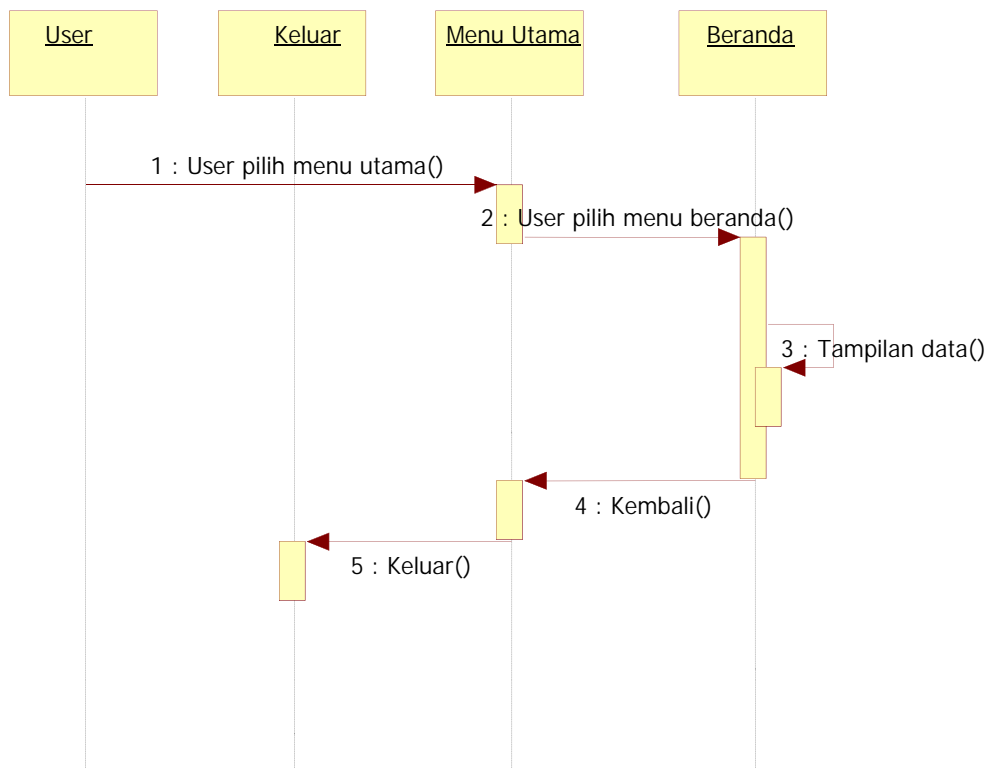 User
Keluar
Menu Utama
Beranda
1 : User pilih menu utama()
2 : User pilih menu beranda()
3 : Tampilan data()
4 : Kembali()
5 : Keluar()